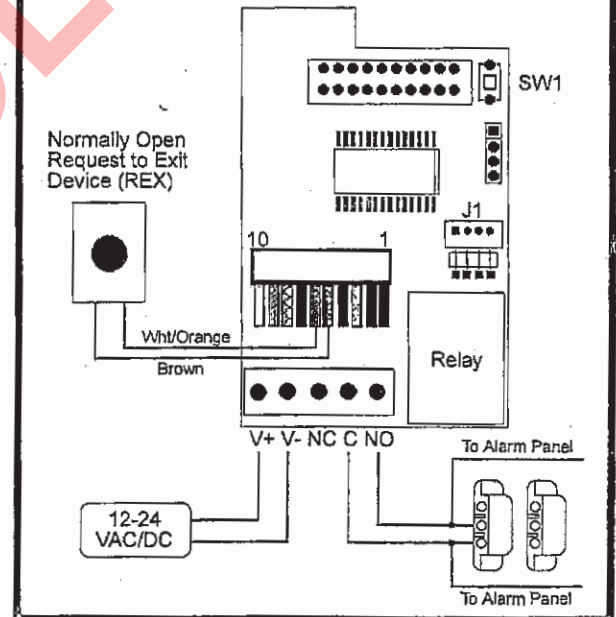 SW1
Normally Open
Request to Exit
Device (REX)
J1
10 1
Wht/Orange
Brown
Relay
V+ V- NC C NO
To Alarm Panel
12-24
VAC/DC
To Alarm Panel